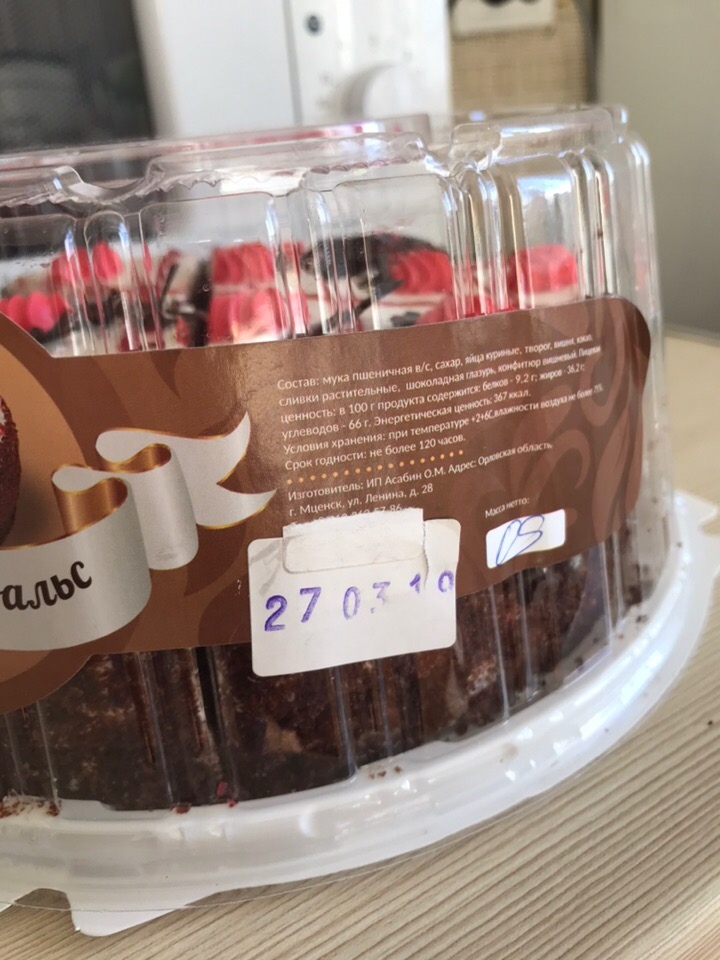 Состав: мука пшеничная в/с, сахар, яйца куриные, творог, вишня, какао,
сливки растительные, шоколадная глазурь, конфитюр вишневый. Пищевая
ценность: в 100 г продукта содержится: белков - 9,2 г; жиров - 36,2 г;
углеводов - 66 г. Энергетическая ценность: 367 ккал.
Условия хранения: при температуре +2+6С,влажности воздуха не более 75%
Срок годности: не более 120 часов.
Изготовитель: ИП Асабин О.М. Адрес: Орловская область,
г. Мценск, ул. Ленина, д. 28
Масса нетто:
альс
27 03 19